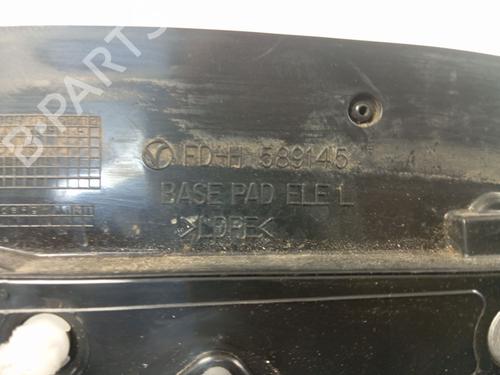 FD-H 589145
BASE PAD ELE L
>LDPE<
B-PARTS